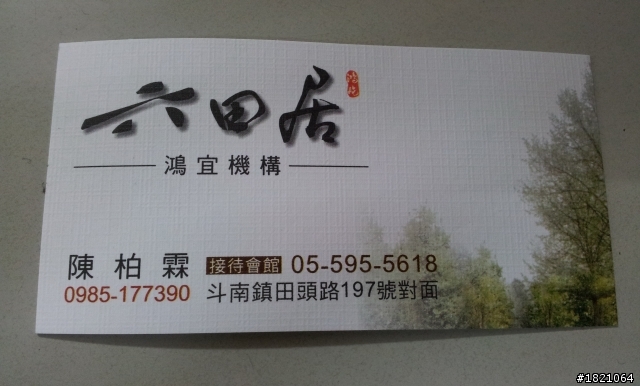 六田居
鴻宜機構
陳柏霖 接待會館 05-595-5618
0985-177390 斗南鎮田頭路197號對面
#1821064